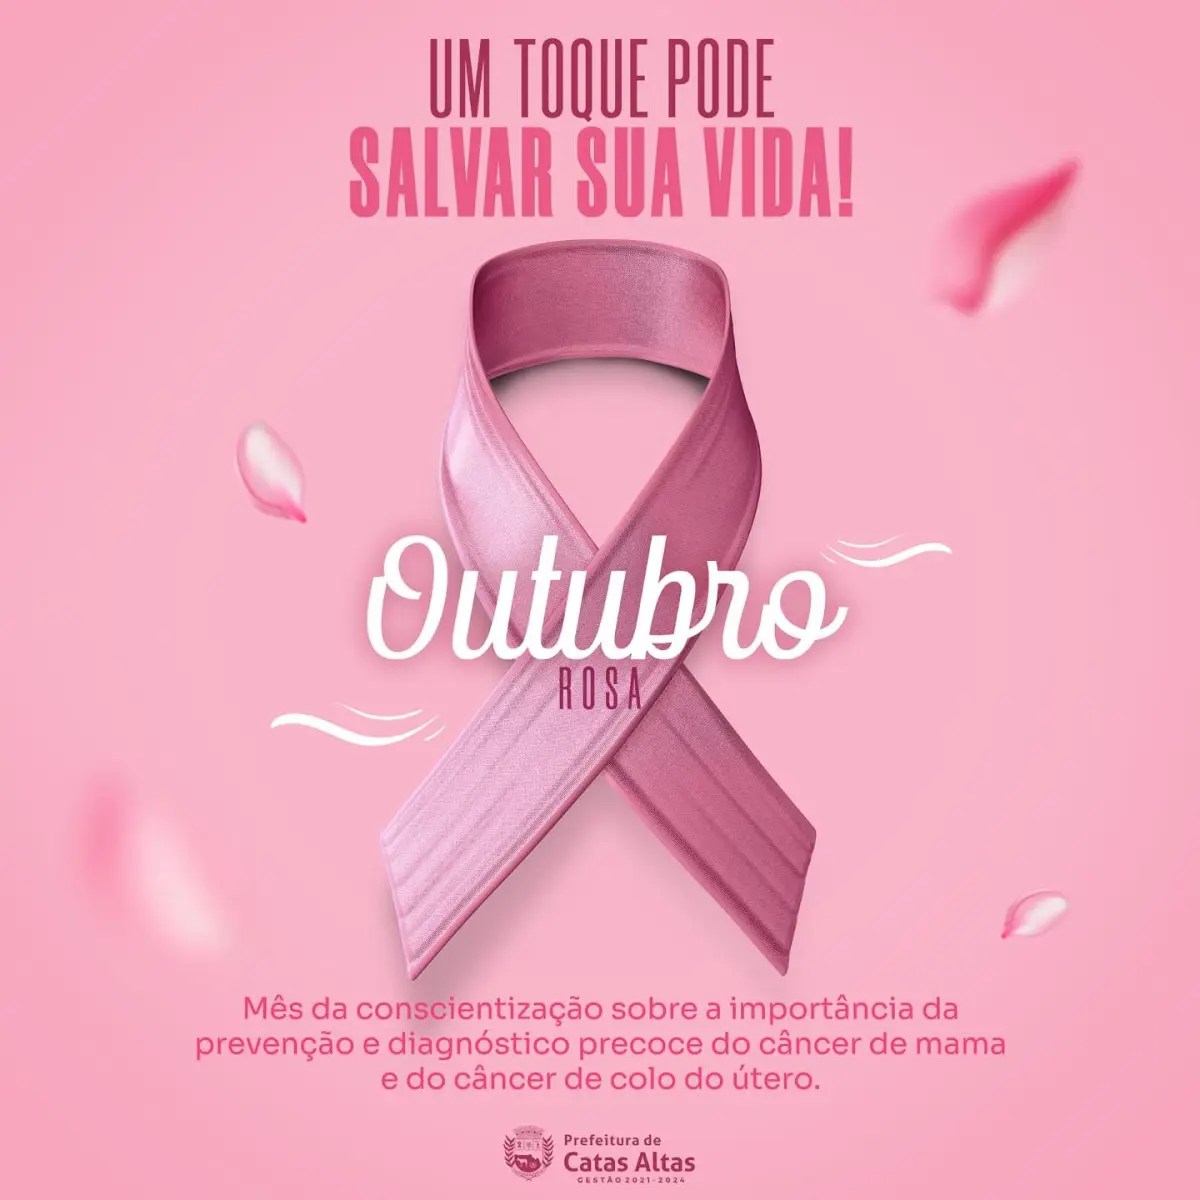 UM TOQUE PODE
SALVAR SUA VIDA!
Outubro
ROSA
Mês da conscientização sobre a importância da
prevenção e diagnóstico precoce do câncer de mama
e do câncer de colo do útero.
Prefeitura de
Catas Altas
GESTÃO 2021-2024